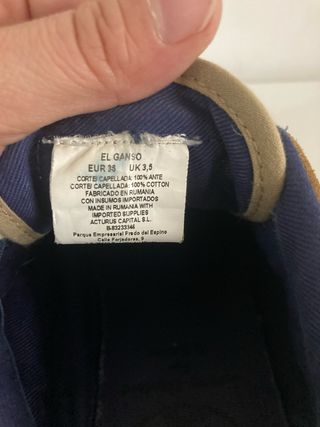 EL GANSO
EUR 35 UK 3,5
CORTE/ CAPELLADA: 100% ANTE
CORTE/ CAPELLADA: 100% COTTON
FABRICADO EN RUMANIA
CON INSUMOS IMPORTADOS
MADE IN RUMANIA WITH
IMPORTED SUPPLIES
ACTURUS CAPITAL S.L.
B-83233346
Parque Empresarial Prado del Espino
Calle Forjadores, 9